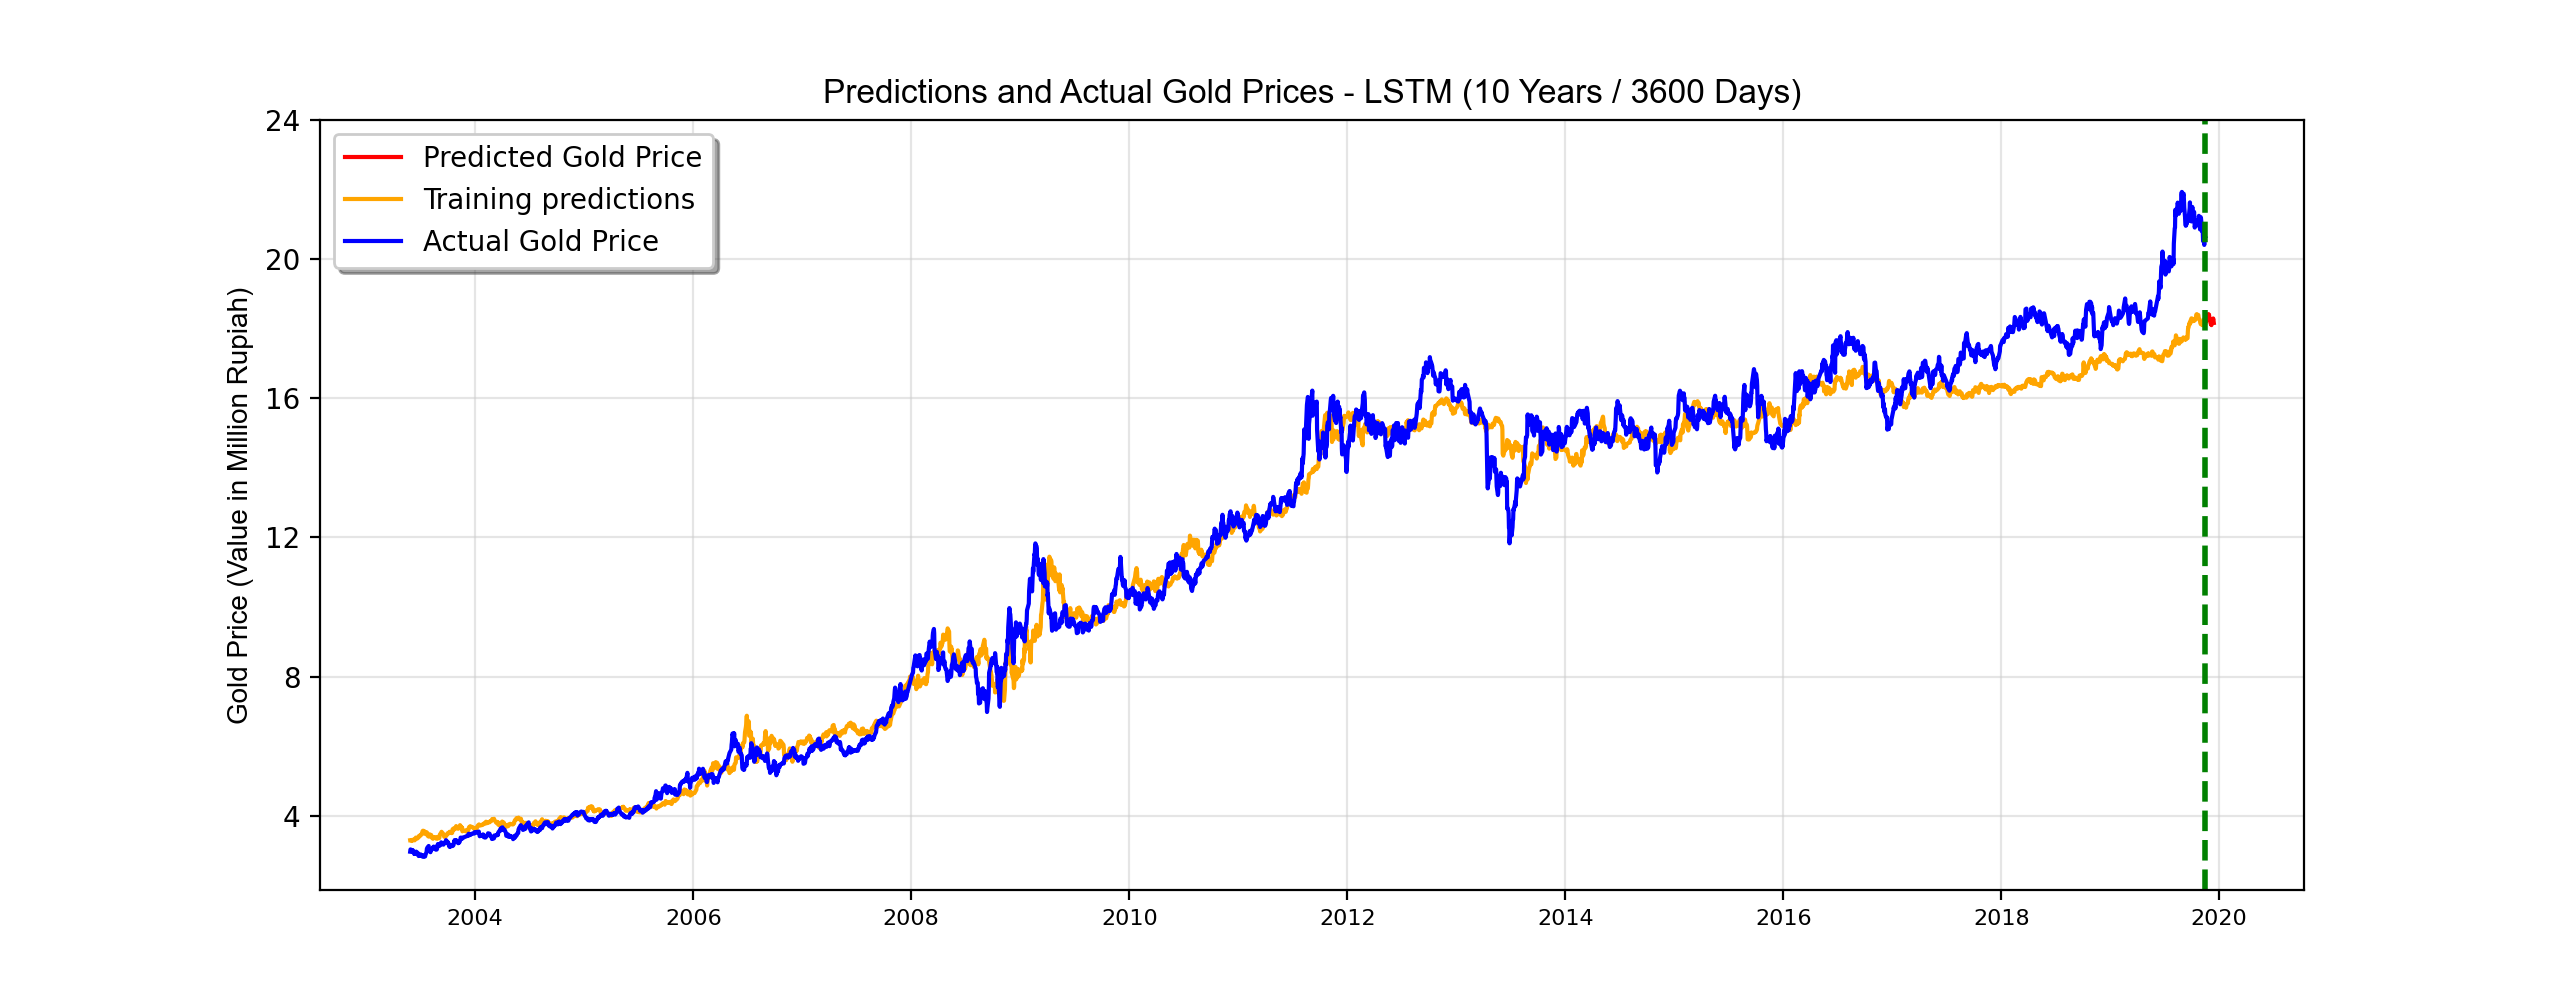 Predictions and Actual Gold Prices - LSTM (10 Years / 3600 Days)
Predicted Gold Price
Training predictions
Actual Gold Price
Gold Price (Value in Million Rupiah)
24
20
16
12
8
4
2004 2006 2008 2010 2012 2014 2016 2018 2020